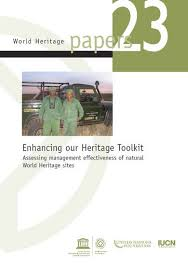 World Heritage papers 23
Enhancing our Heritage Toolkit
Assessing management effectiveness of natural
World Heritage sites
IUCN